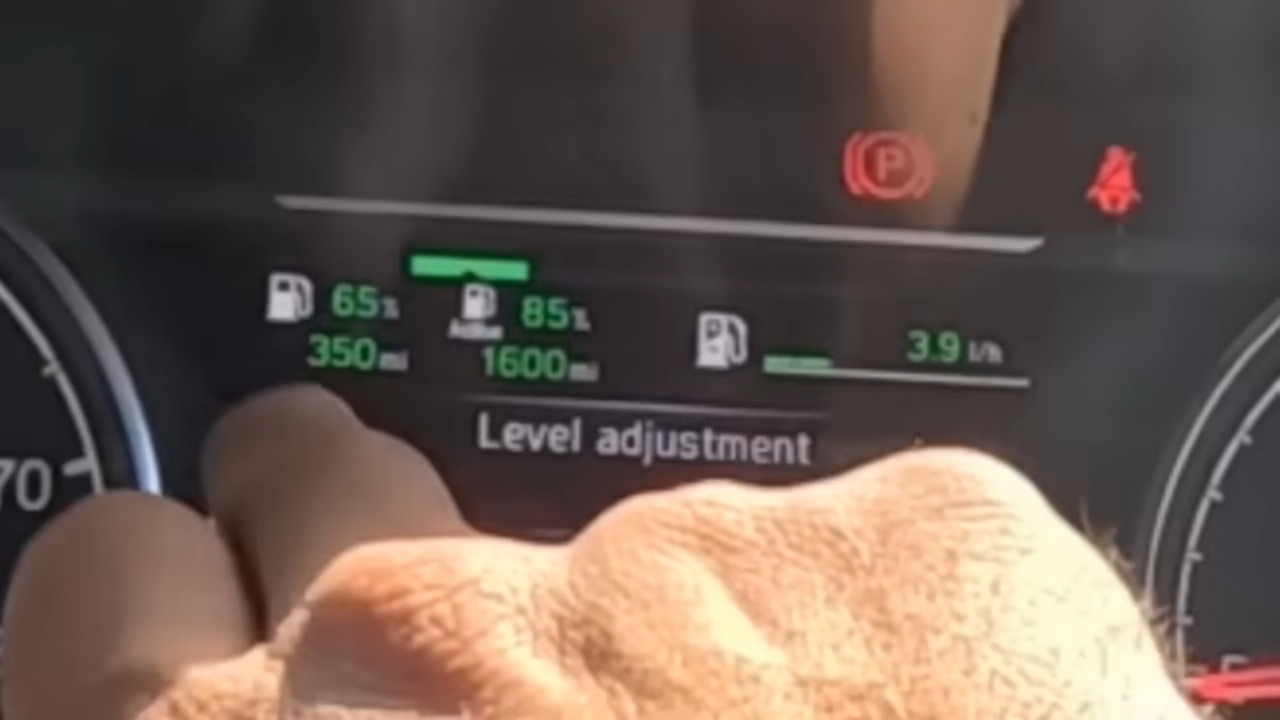 P
65%
85%
350mi
1600mi
3.9 l/h
Level adjustment
70